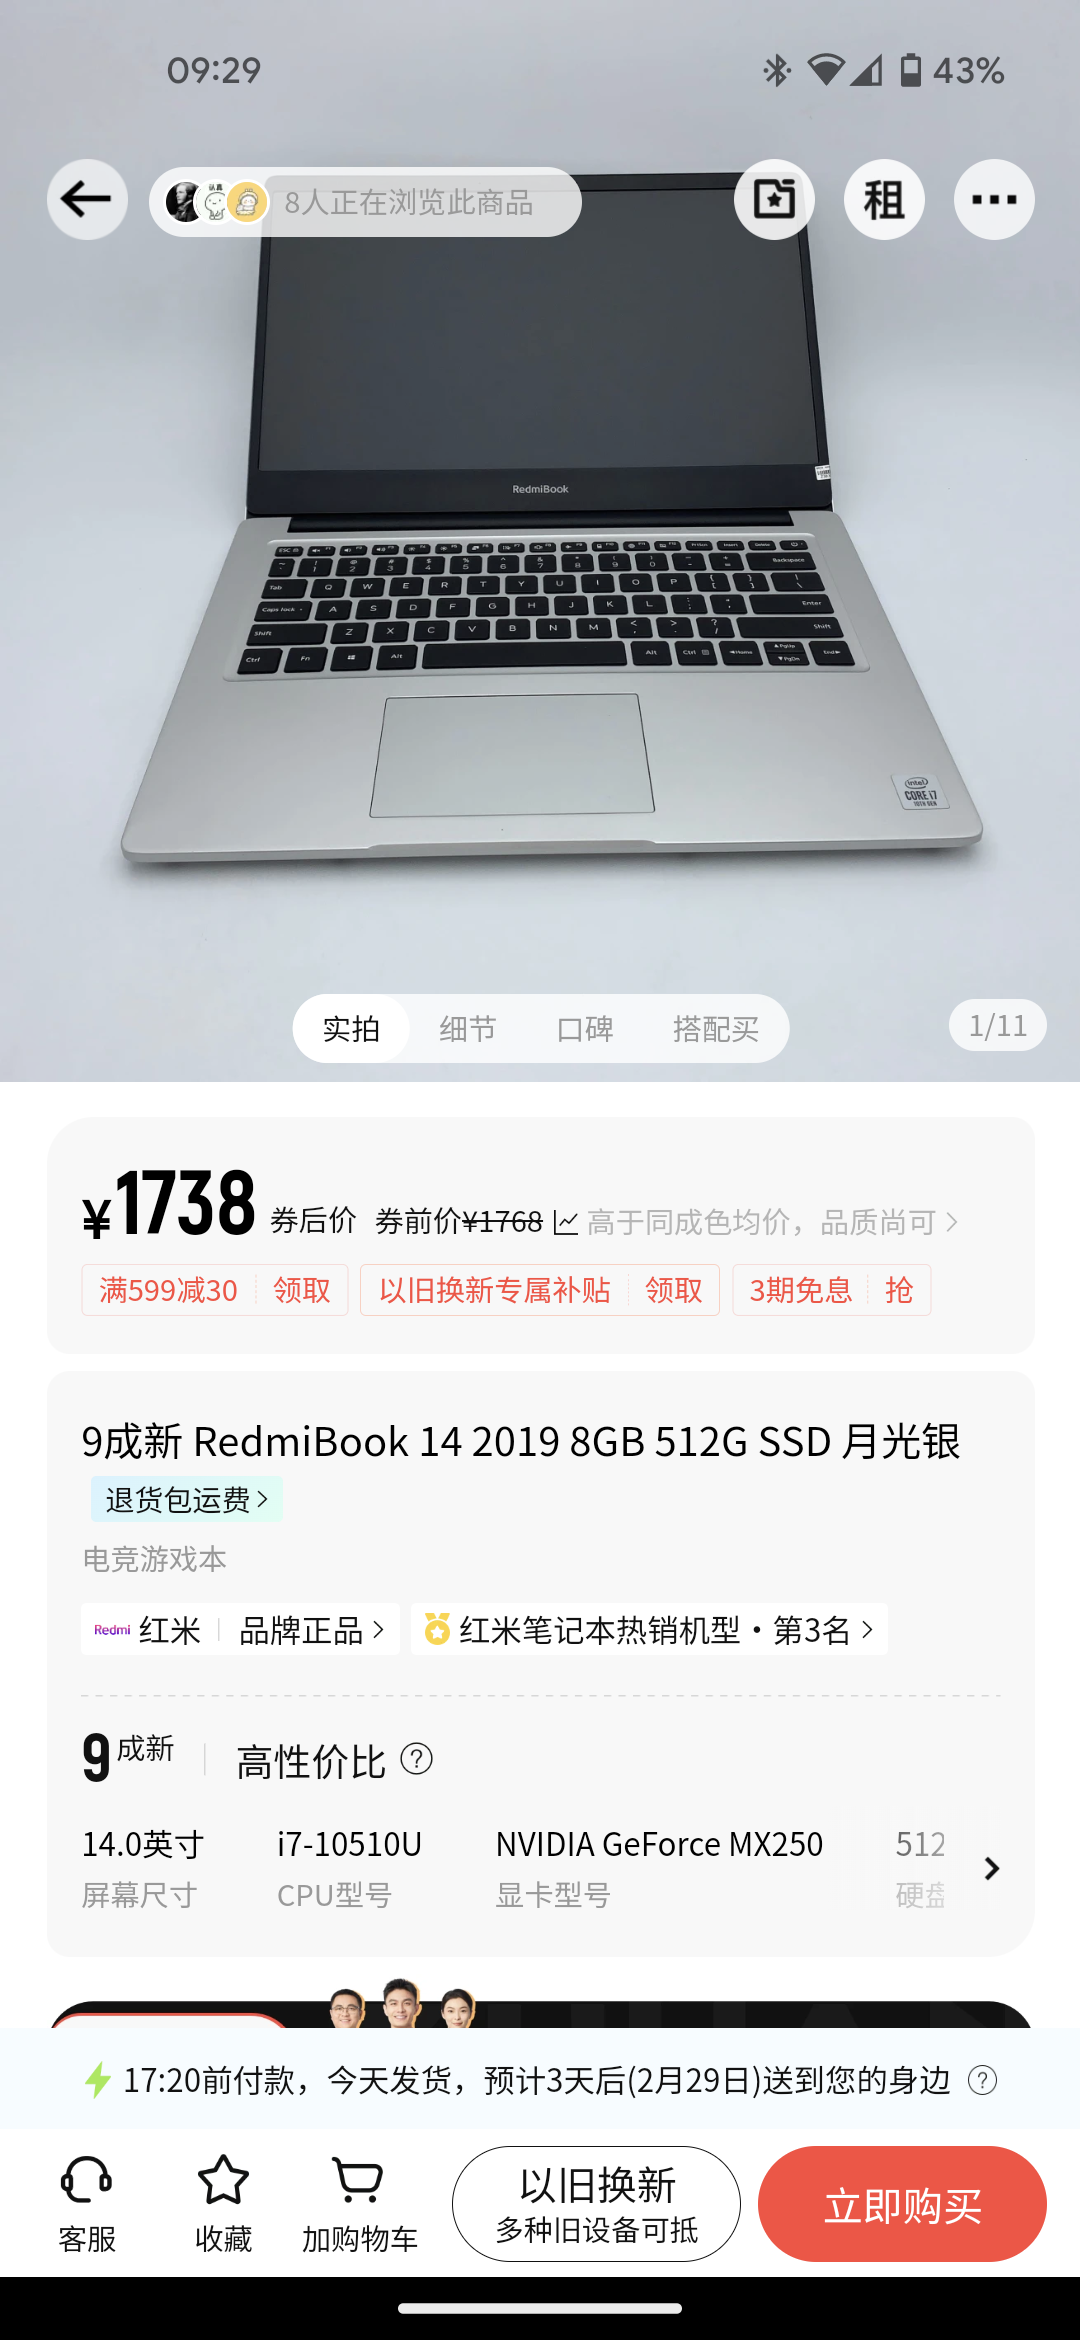 09:29
43%
8人正在浏览此商品
租
RedmiBook
intel
CORE i7
10TH GEN
实拍 细节 口碑 搭配买
1/11
¥1738 券后价 券前价¥1768 高于同成色均价，品质尚可
满599减30 领取 以旧换新专属补贴 领取 3期免息 抢
9成新 RedmiBook 14 2019 8GB 512G SSD 月光银
退货包运费
电竞游戏本
Redmi 红米 品牌正品 红米笔记本热销机型・第3名
9成新 高性价比 ?
14.0英寸 i7-10510U NVIDIA GeForce MX250 512
屏幕尺寸 CPU型号 显卡型号 硬盘
17:20前付款，今天发货，预计3天后(2月29日)送到您的身边 ?
客服 收藏 加购物车
以旧换新
多种旧设备可抵
立即购买